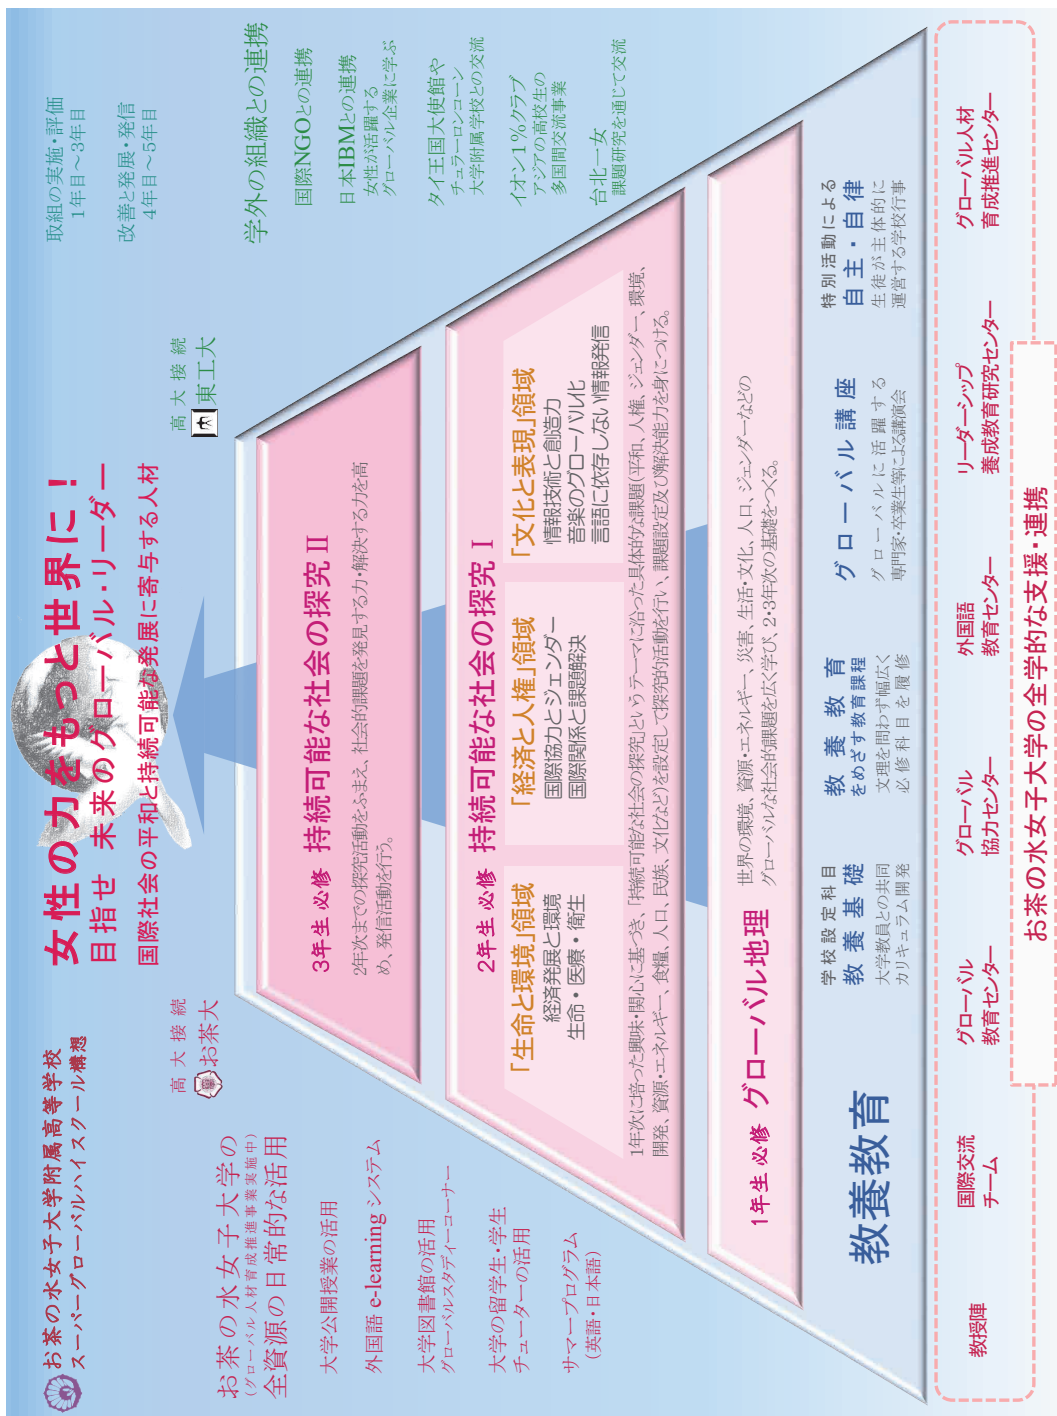 お茶の水女子大学附属高等学校
スーパーグローバルハイスクール構想
女性の力をもっと世界に！
目指せ　未来のグローバル・リーダー
国際社会の平和と持続可能な発展に寄与する人材
取組の実施・評価
1年目～3年目
改善と発展・発信
4年目～5年目
高大接続
お茶大
高大接続
東工大
お茶の水女子大学の
(グローバル人材育成推進事業実施中)
全資源の日常的な活用
大学公開授業の活用
外国語 e-learning システム
大学図書館の活用
グローバルスタディーコーナー
大学の留学生・学生
チューターの活用
サマープログラム
(英語・日本語)
学外の組織との連携
国際NGOとの連携
日本IBMとの連携
女性が活躍する
グローバル企業に学ぶ
タイ王国大使館や
チュラーロンコーン
大学附属学校との交流
イオン1％クラブ
アジアの高校生の
多国間交流事業
台北一女
課題研究を通じて交流
3年生 必修　持続可能な社会の探究Ⅱ
2年次までの探究活動をふまえ、社会的課題を発見する力・解決する力を高
め、発信活動を行う。
2年生 必修　持続可能な社会の探究Ⅰ
「生命と環境」領域
経済発展と環境
生命・医療・衛生
「経済と人権」領域
国際協力とジェンダー
国際関係と課題解決
「文化と表現」領域
情報技術と創造力
音楽のグローバル化
言語に依存しない情報発信
1年次に培った興味・関心に基づき、「持続可能な社会の探究」というテーマに沿った具体的な課題(平和、人権、ジェンダー、環境、
開発、資源・エネルギー、食糧、人口、民族、文化など)を設定して探究的活動を行い、課題設定及び解決能力を身につける。
1年生 必修　グローバル地理
世界の環境、資源・エネルギー、災害、生活・文化、人口、ジェンダーなどの
グローバルな社会的課題を広く学び、2・3年次の基礎をつくる。
教養教育
学校設定科目
教養基礎
大学教員との共同
カリキュラム開発
教養教育
をめざす教育課程
文理を問わず幅広く
必修科目を履修
グローバル講座
グローバルに活躍する
専門家・卒業生等による講演会
特別活動による
自主・自律
生徒が主体的に
運営する学校行事
教授陣
国際交流
チーム
グローバル
教育センター
グローバル
協力センター
外国語
教育センター
リーダーシップ
養成教育研究センター
グローバル人材
育成推進センター
お茶の水女子大学の全学的な支援・連携